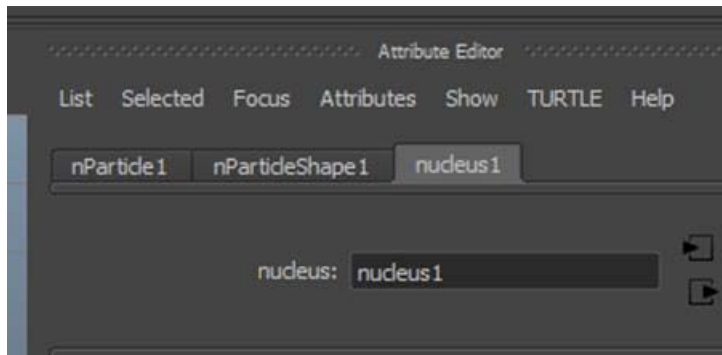 Attribute Editor
List Selected Focus Attributes Show TURTLE Help
nParticle1 nParticleShape1 nucleus1
nucleus: nucleus1